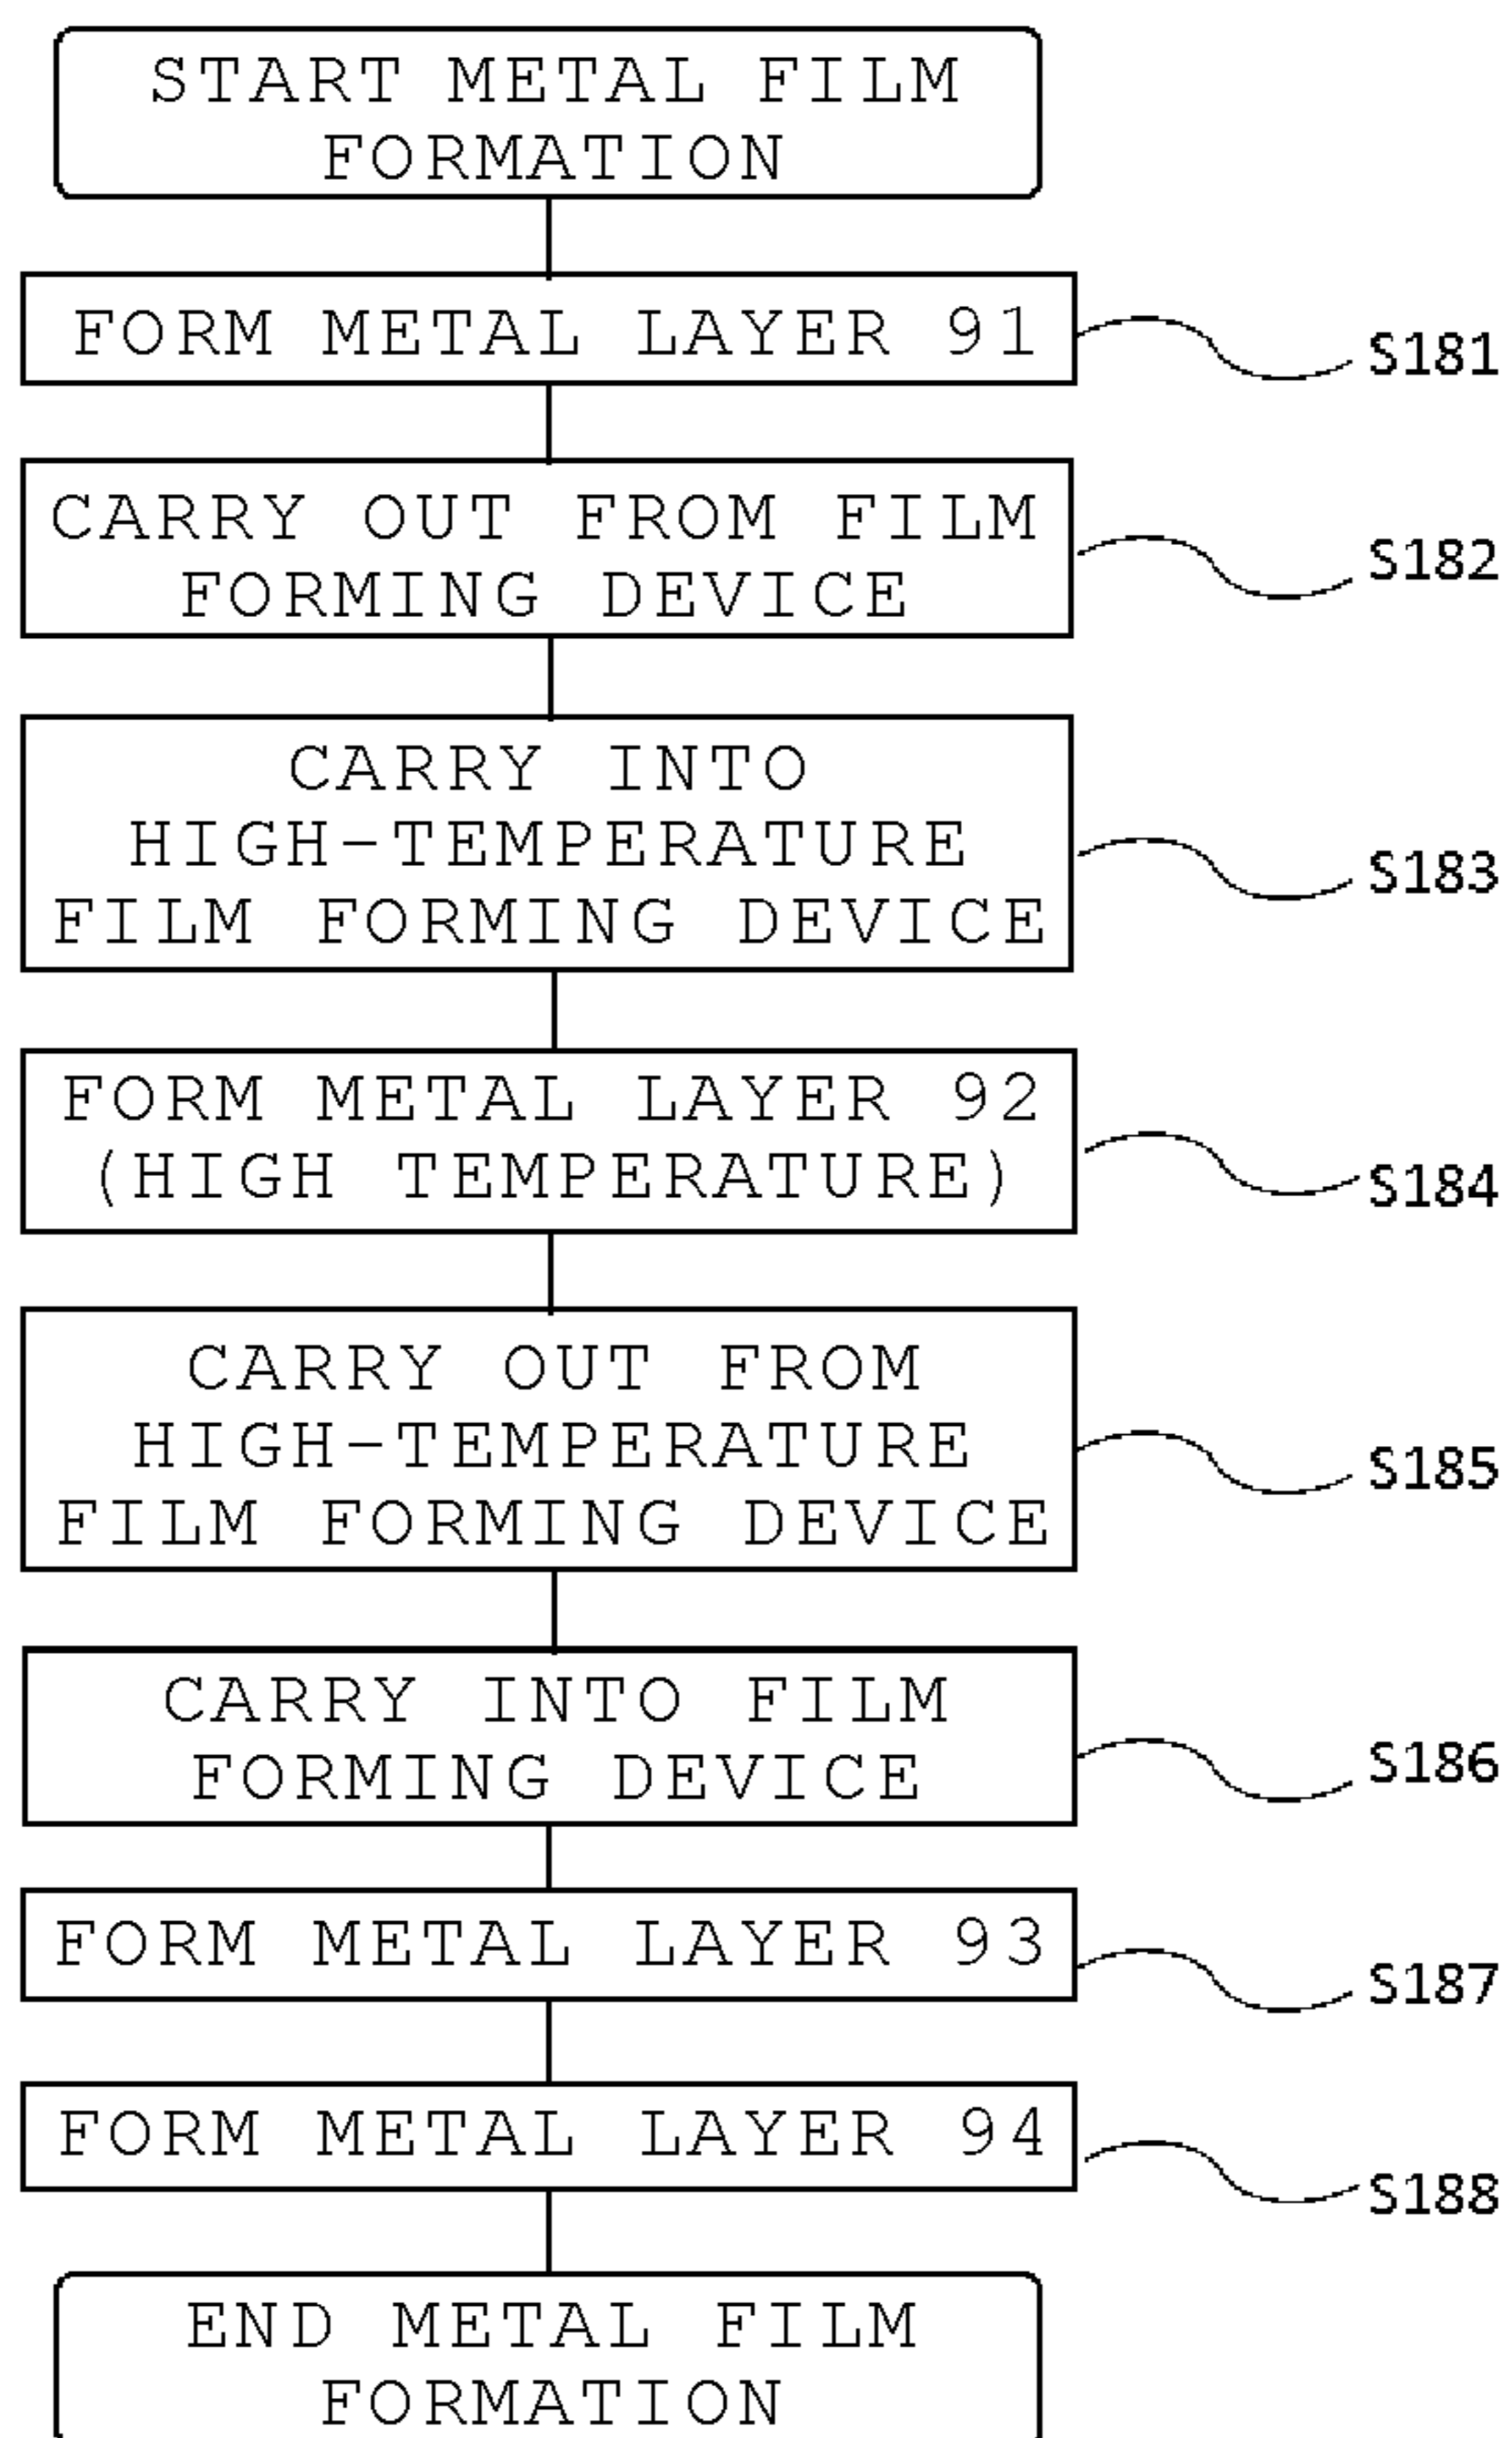 START METAL FILM
FORMATION
FORM METAL LAYER 91
S181
CARRY OUT FROM FILM
FORMING DEVICE
S182
CARRY INTO
HIGH-TEMPERATURE
FILM FORMING DEVICE
S183
FORM METAL LAYER 92
(HIGH TEMPERATURE)
S184
CARRY OUT FROM
HIGH-TEMPERATURE
FILM FORMING DEVICE
S185
CARRY INTO FILM
FORMING DEVICE
S186
FORM METAL LAYER 93
S187
FORM METAL LAYER 94
S188
END METAL FILM
FORMATION